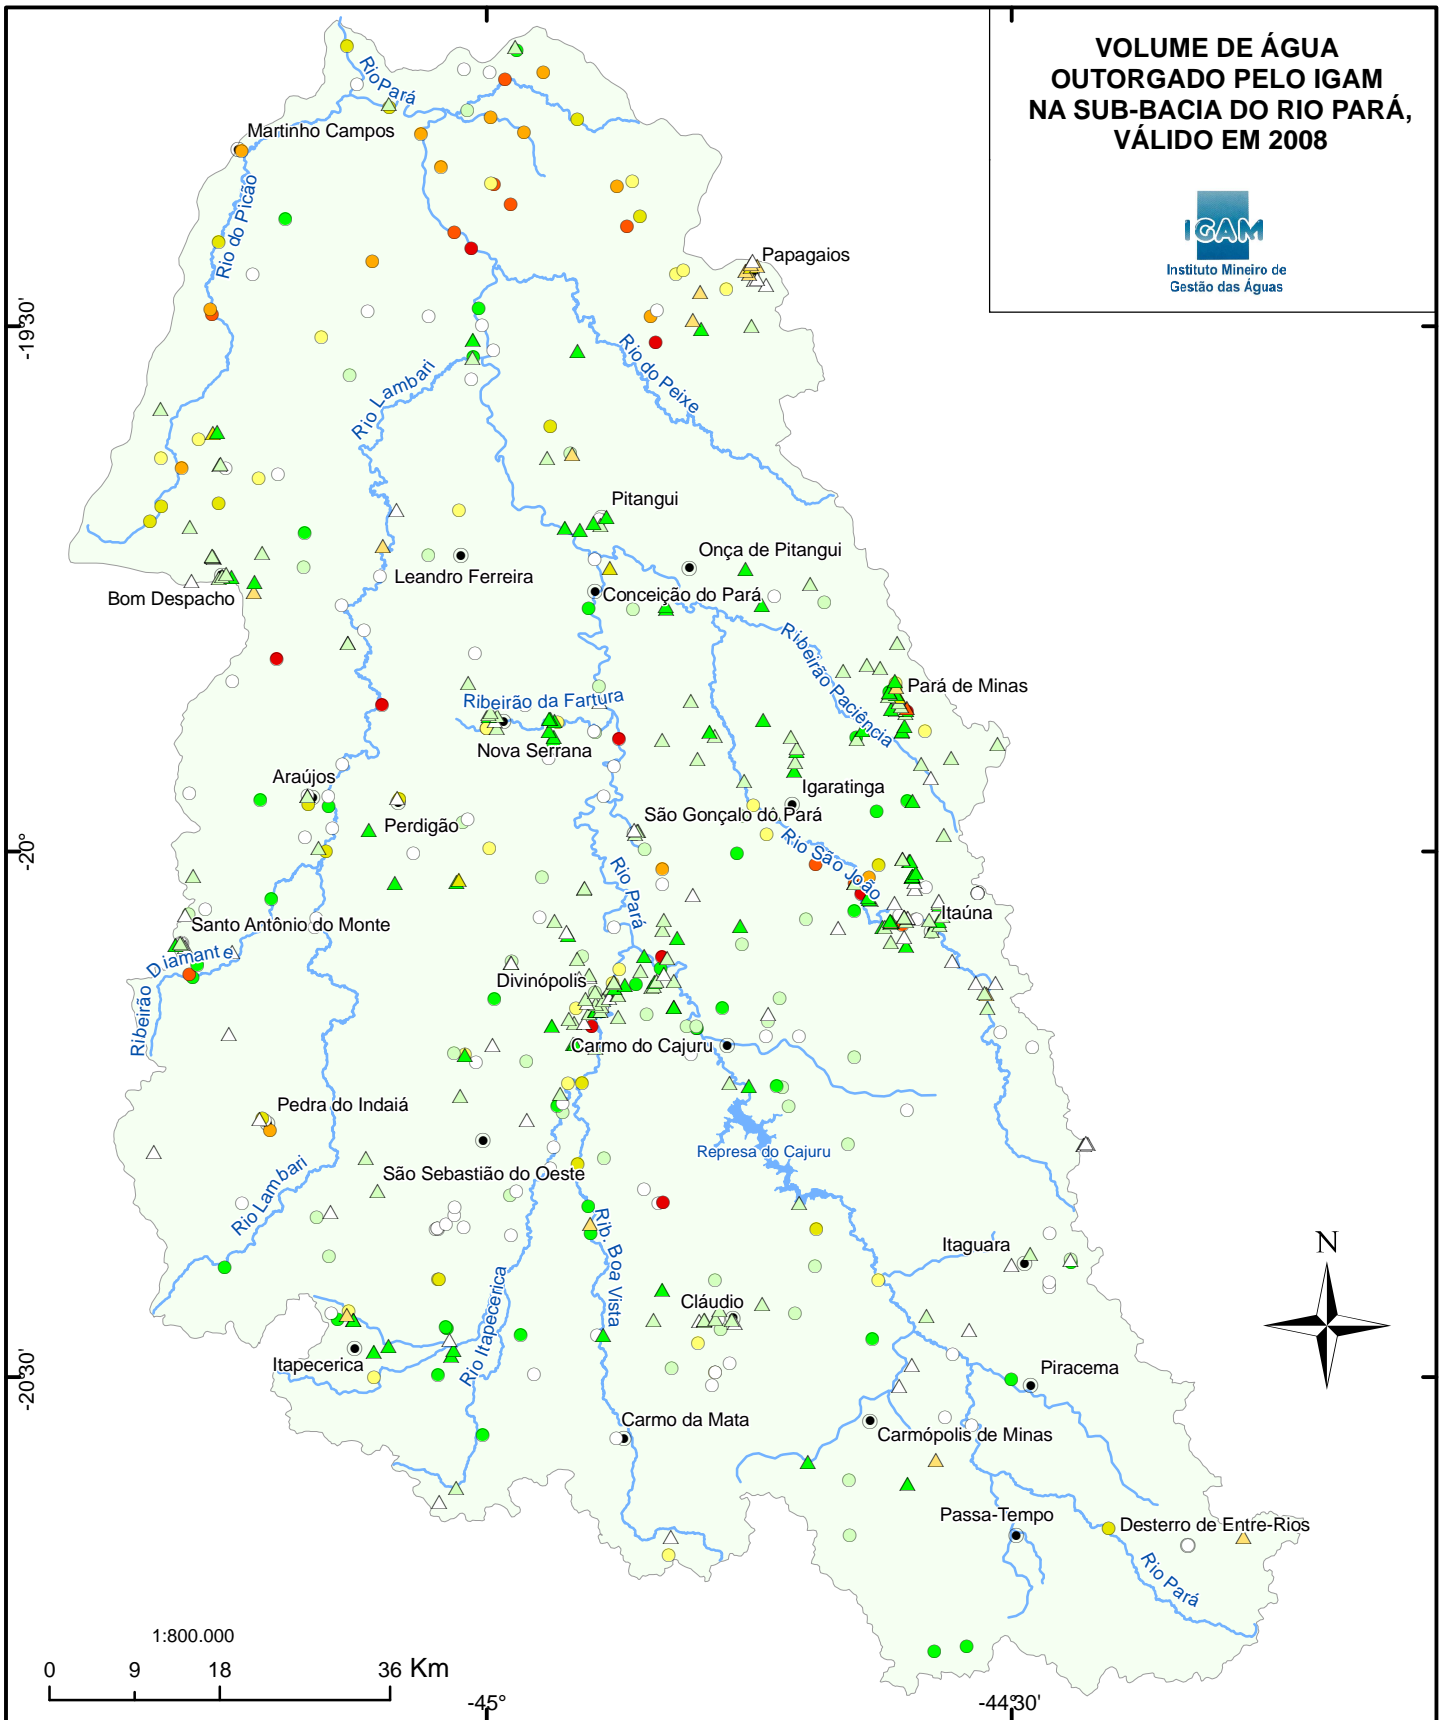 VOLUME DE ÁGUA
OUTORGADO PELO IGAM
NA SUB-BACIA DO RIO PARÁ,
VÁLIDO EM 2008
IGAM
Instituto Mineiro de
Gestão das Águas
Rio Pará
Martinho Campos
Rio do Picão
Papagaios
-19°30'
Rio do Peixe
Rio Lambari
Pitangui
Onça de Pitangui
Leandro Ferreira
Conceição do Pará
Bom Despacho
Ribeirão Paciência
Pará de Minas
Ribeirão da Fartura
Nova Serrana
Araújos
Igaratinga
Perdigão
São Gonçalo do Pará
-20°
Rio São João
Rio Pará
Itaúna
Santo Antônio do Monte
Ribeirão Diamante
Divinópolis
Carmo do Cajuru
Pedra do Indaiá
Represa do Cajuru
São Sebastião do Oeste
Rio Lambari
Rib. Boa Vista
Itaguara
N
Rio Itapecerica
Cláudio
Itapecerica
Piracema
-20°30'
Carmo da Mata
Carmópolis de Minas
Passa-Tempo
Desterro de Entre-Rios
Rio Pará
1:800.000
0 9 18 36 Km
-45°
-44°30'